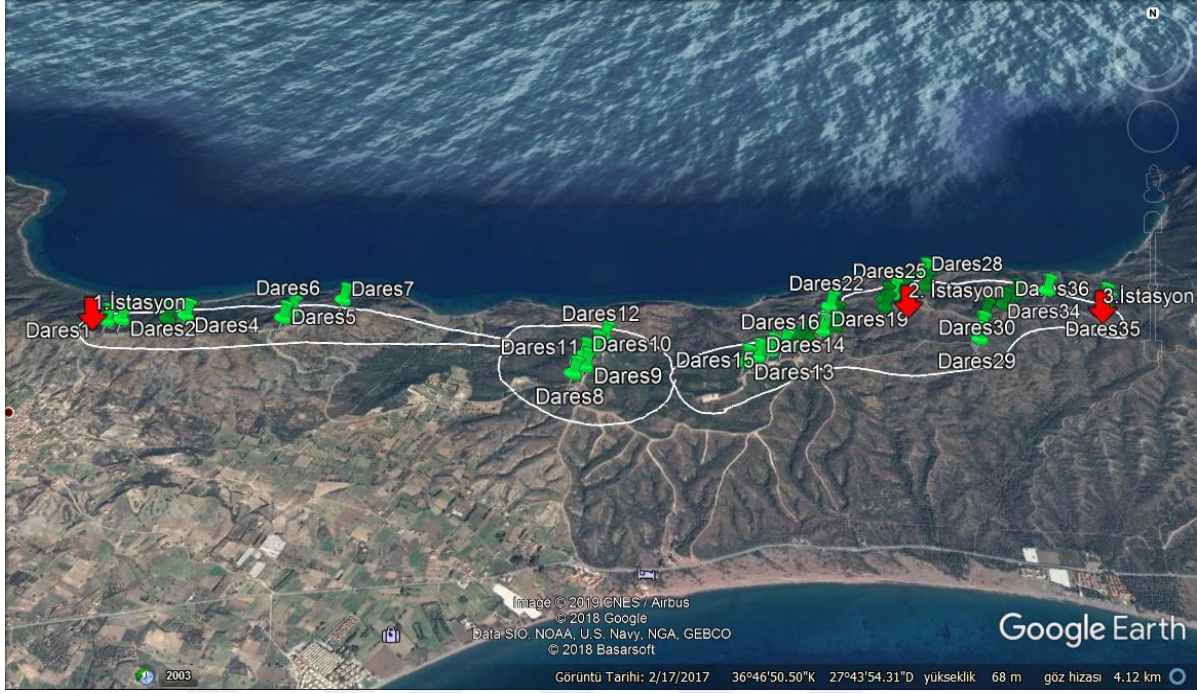 N
Dares28
Dares6
Dares25
Dares7
Dares22
Dares36
2. İstasyon
3.İstasyon
1.İstasyon
Dares12
Dares16
Dares19
Dares34
Dares1
Dares2
Dares4
Dares5
Dares30
Dares35
Dares11
Dares10
Dares14
Dares15
Dares29
Dares9
Dares13
Dares8
Image © 2019 CNES / Airbus
© 2018 Google
Data SIO, NOAA, U.S. Navy, NGA, GEBCO
© 2018 Basarsoft
Google Earth
2003
Görüntü Tarihi: 2/17/2017 36°46'50.50"K 27°43'54.31"D yükseklik 68 m göz hizası 4.12 km